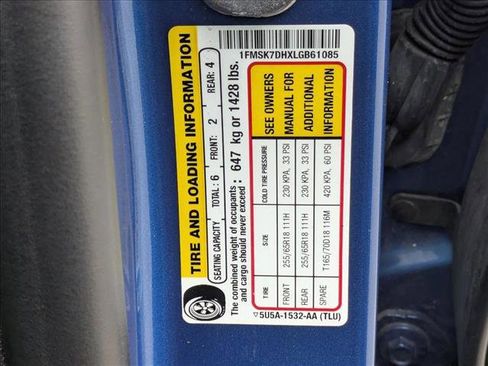 TIRE AND LOADING INFORMATION
SEATING CAPACITY TOTAL: 6 FRONT: 2 REAR: 4
The combined weight of occupants and cargo should never exceed : 647 kg or 1428 lbs.
TIRE SIZE COLD TIRE PRESSURE
FRONT 255/65R18 111H 230 KPA, 33 PSI
REAR 255/65R18 111H 230 KPA, 33 PSI
SPARE T165/70D18 116M 420 KPA, 60 PSI
SEE OWNERS
MANUAL FOR
ADDITIONAL
INFORMATION
5U5A-1532-AA (TLU)
1FMSK7DHXLGB61085